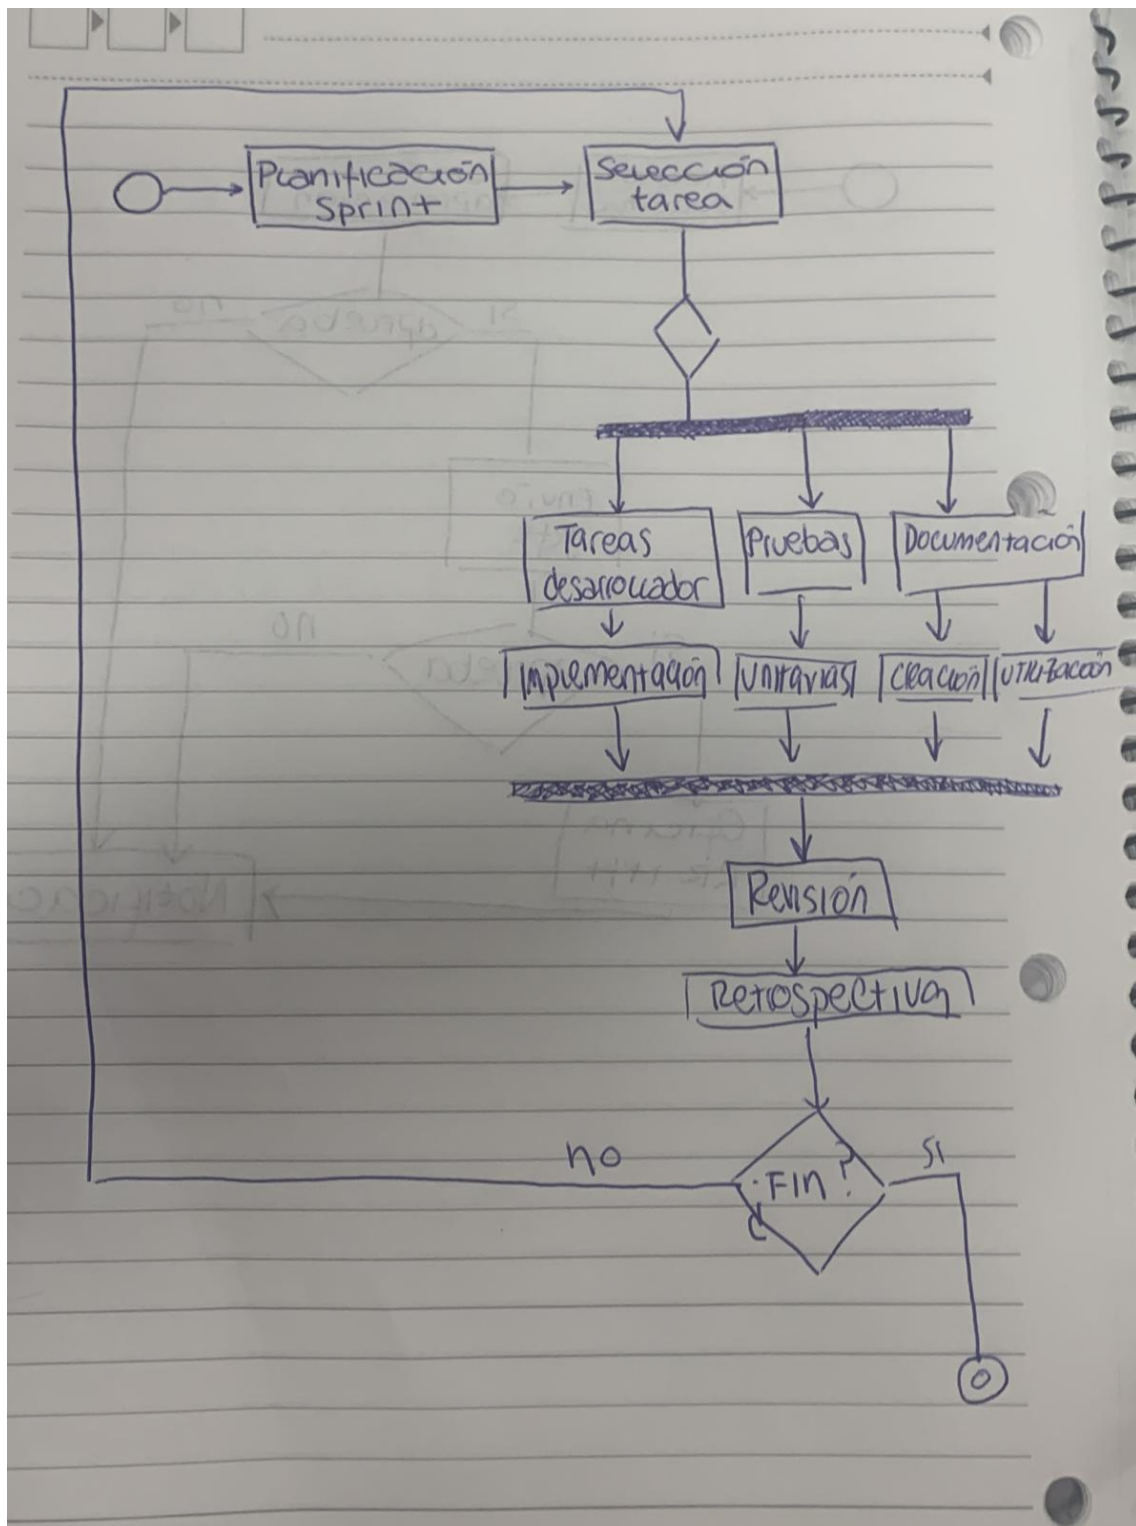 Planificación
Sprint
Selección
tarea
Tareas
desarrollador
Pruebas
Documentación
Implementación
Unitarias
Creación
Utilización
Revisión
Retrospectiva
no
¿Fin?
SI